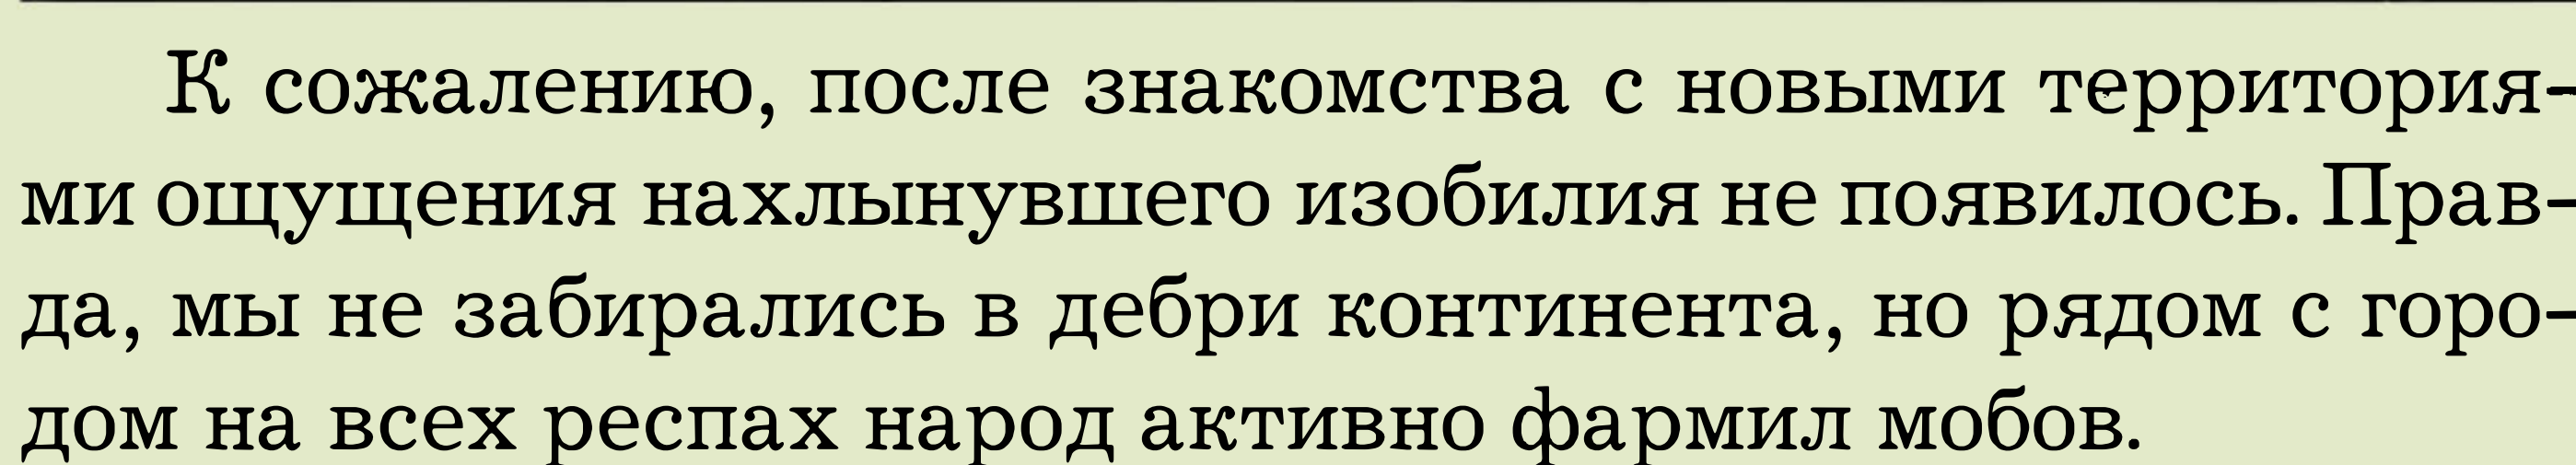 К сожалению, после знакомства с новыми территория-
ми ощущения нахлынувшего изобилия не появилось. Прав-
да, мы не забирались в дебри континента, но рядом с горо-
дом на всех респах народ активно фармил мобов.